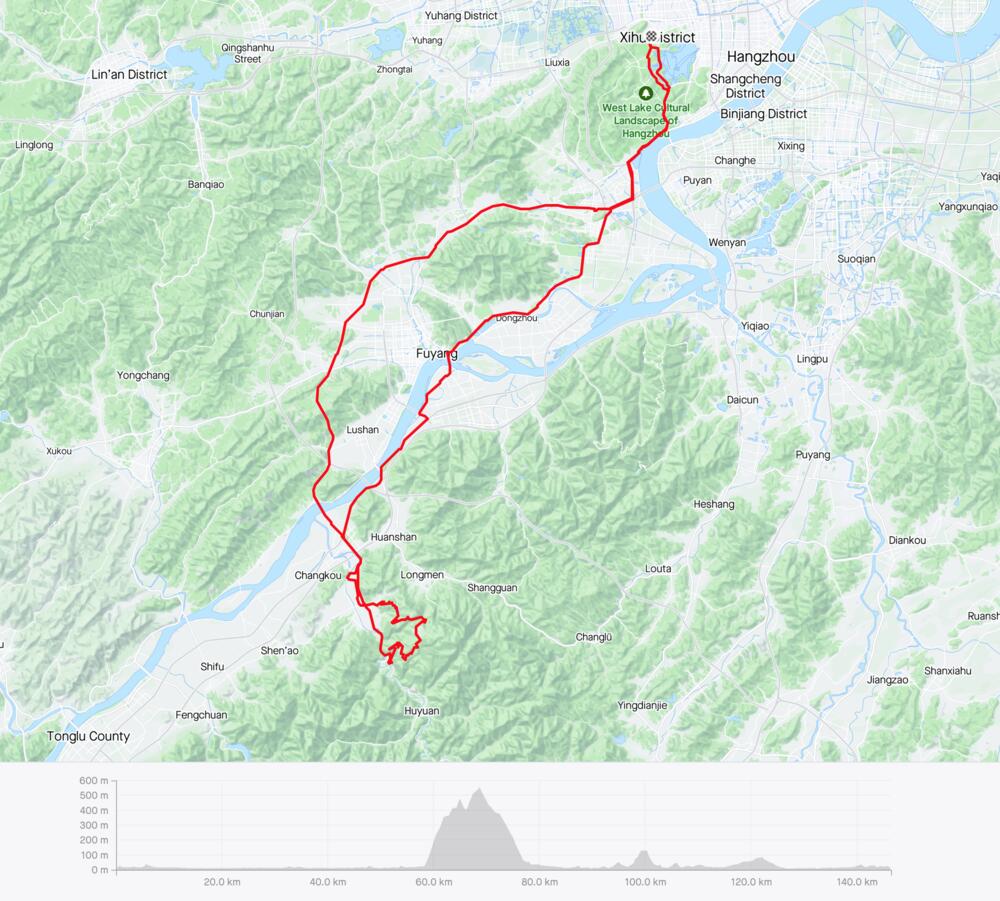 Yuhang District
Xihu istrict
Yuhang
Qingshanhu
Street
Hangzhou
Liuxia
Zhongtai
Lin'an District
Shangcheng
District
West Lake Cultural
Landscape of
Hangzhou
Binjiang District
Linglong
Xixing
Changhe
Puyan
Banqiao
Yangxunqiao
Wenyan
Suoqian
Chunjian
Dongzhou
Yiqiao
Fuyang
Lingpu
Yongchang
Daicun
Lushan
Xukou
Puyang
Heshang
Huanshan
Diankou
Changkou
Longmen
Louta
Shangguan
Changlü
Shen'ao
Shifu
Shanxiahu
Jiangzao
Yingdianjie
Huyuan
Fengchuan
Tonglu County
600 m
500 m
400 m
300 m
200 m
100 m
0 m
20.0 km
40.0 km
60.0 km
80.0 km
100.0 km
120.0 km
140.0 km